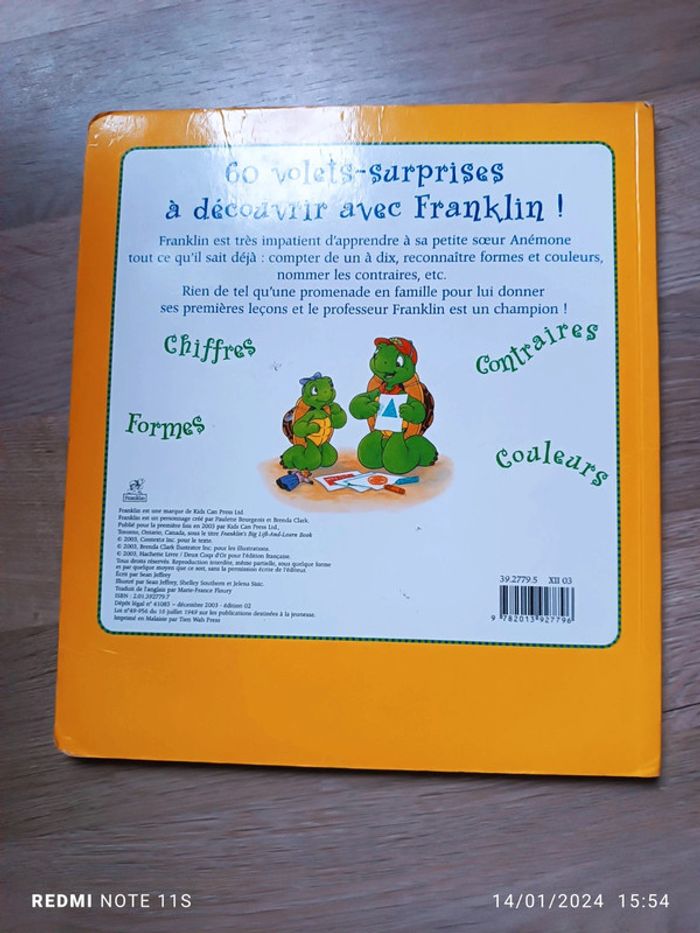 60 volets-surprises
à découvrir avec Franklin !
Franklin est très impatient d'apprendre à sa petite sœur Anémone
tout ce qu'il sait déjà : compter de un à dix, reconnaître formes et couleurs,
nommer les contraires, etc.
Rien de tel qu'une promenade en famille pour lui donner
ses premières leçons et le professeur Franklin est un champion !
Chiffres
Contraires
Formes
Couleurs
Franklin
Franklin est une marque de Kids Can Press Ltd
Franklin est un personnage créé par Paulette Bourgeois et Brenda Clark.
Publié pour la première fois en 2003 par Kids Can Press Ltd.,
Toronto, Ontario, Canada, sous le titre Franklin's Big Lift-And-Learn Book
© 2003, Contextx Inc. pour le texte.
© 2003, Brenda Clark Illustrator Inc. pour les illustrations.
© 2003, Hachette Livre / Deux Coqs d'Or pour l'édition française.
Tous droits réservés. Reproduction interdite, même partielle, sous quelque forme
et par quelque moyen que ce soit, sans la permission écrite de l'éditeur.
Écrit par Sean Jeffrey
Illustré par Sean Jeffrey, Shelley Southern et Jelena Sisic.
Traduit de l'anglais par Marie-France Floury
ISBN : 2.01.392779.7
Dépôt légal n° 41083 – décembre 2003 - édition 02
Loi n°49-956 du 16 juillet 1949 sur les publications destinées à la jeunesse.
Imprimé en Malaisie par Tien Wah Press
39.2779.5 XII 03
9 782013 927796
REDMI NOTE 11S
14/01/2024 15:54